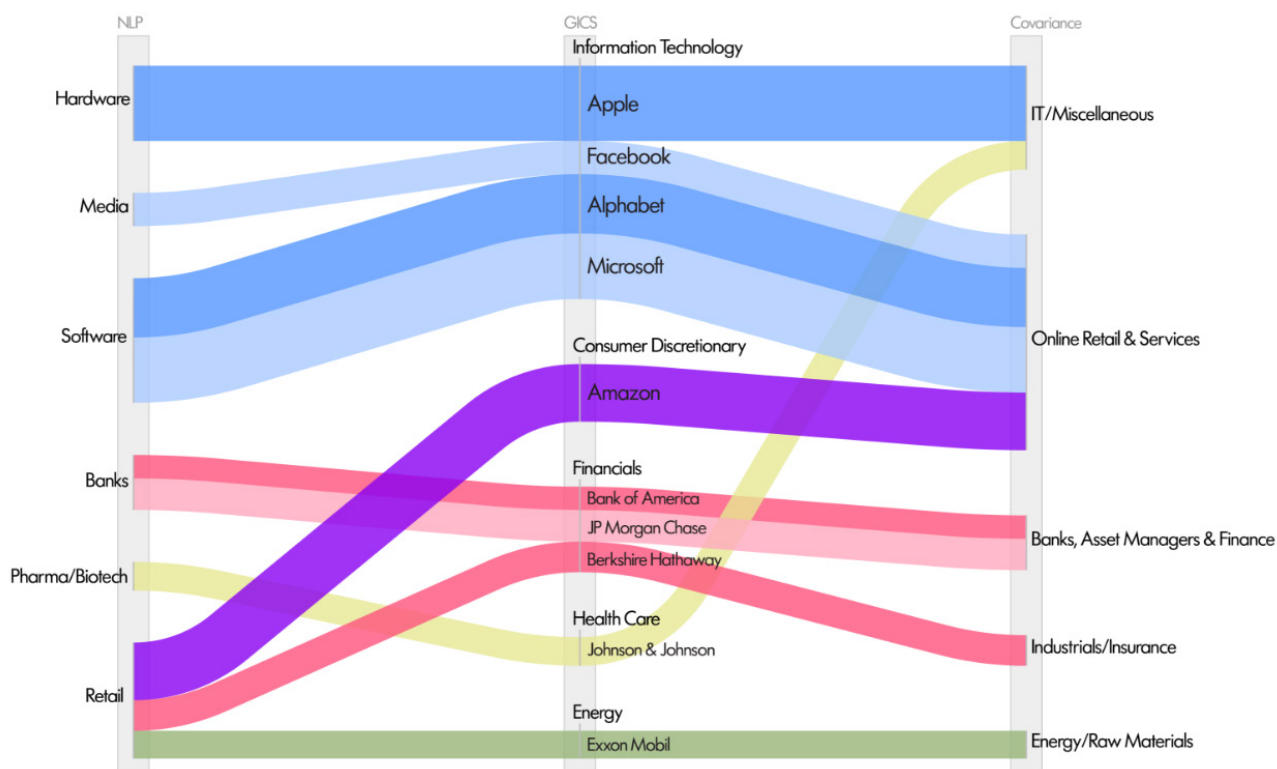 NLP
GICS
Covariance
Information Technology
Hardware
Apple
IT/Miscellaneous
Facebook
Media
Alphabet
Microsoft
Software
Online Retail & Services
Consumer Discretionary
Amazon
Financials
Banks
Bank of America
JP Morgan Chase
Banks, Asset Managers & Finance
Berkshire Hathaway
Pharma/Biotech
Health Care
Johnson & Johnson
Industrials/Insurance
Retail
Energy
Exxon Mobil
Energy/Raw Materials